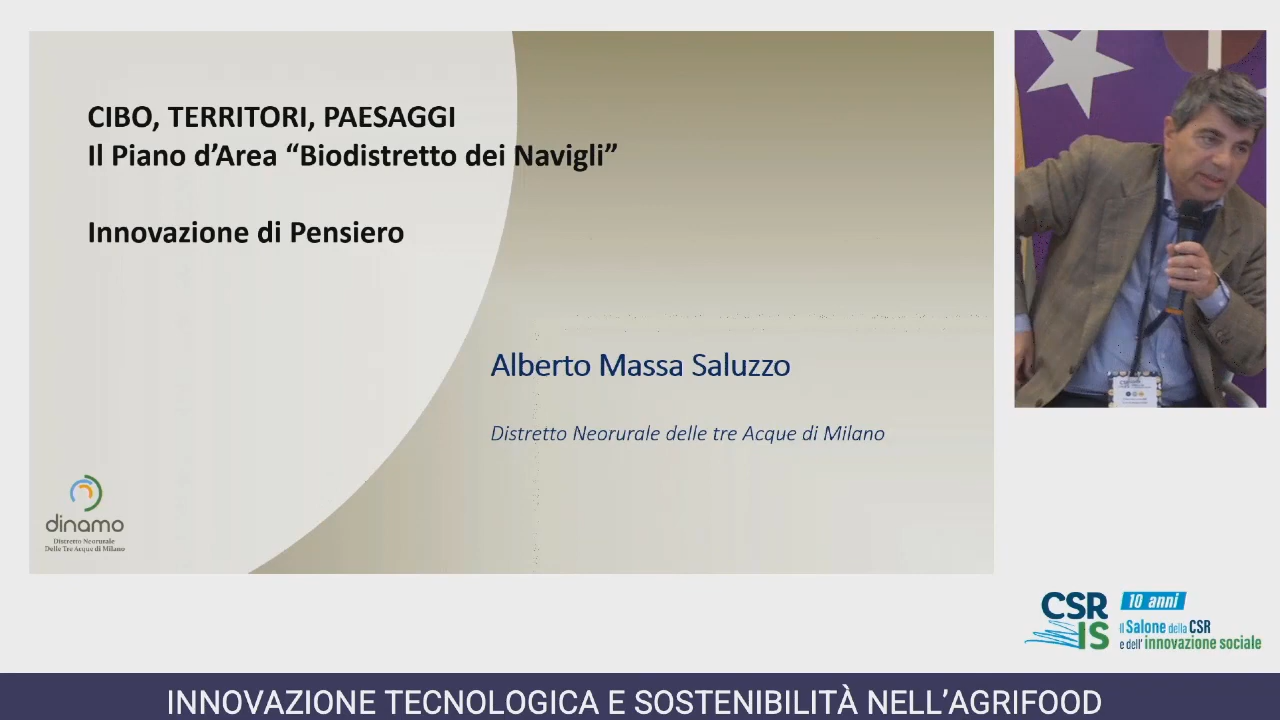 CIBO, TERRITORI, PAESAGGI
Il Piano d’Area “Biodistretto dei Navigli”
Innovazione di Pensiero
Alberto Massa Saluzzo
Distretto Neorurale delle tre Acque di Milano
dinamo
Distretto Neorurale
Delle Tre Acque di Milano
CSR
IS
10 anni
Il Salone della CSR
e dell' innovazione sociale
INNOVAZIONE TECNOLOGICA E SOSTENIBILITÀ NELL’AGRIFOOD